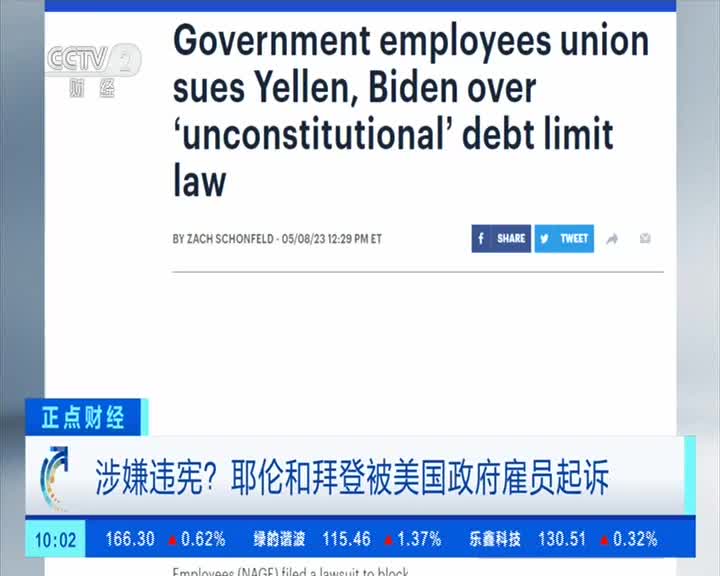 Government employees union
CCTV 2
sues Yellen, Biden over
财经
'unconstitutional' debt limit
law
BY ZACH SCHONFELD - 05/08/23 12:29 PM ET
SHARE
TWEET
正点财经
涉嫌违宪？耶伦和拜登被美国政府雇员起诉
10:02 166.30 ▲0.62% 绿的谐波 115.46 ▲1.37% 乐鑫科技 130.51 ▲0.32%
Employees (NAGE) filed a lawsuit to block